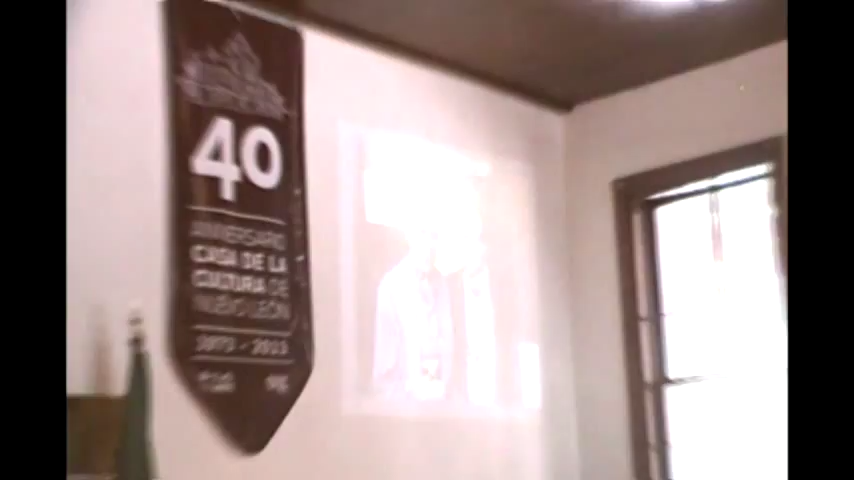 40
ANIVERSARIO
CASA DE LA
CULTURA DE
NUEVO LEÓN
1973 - 2013